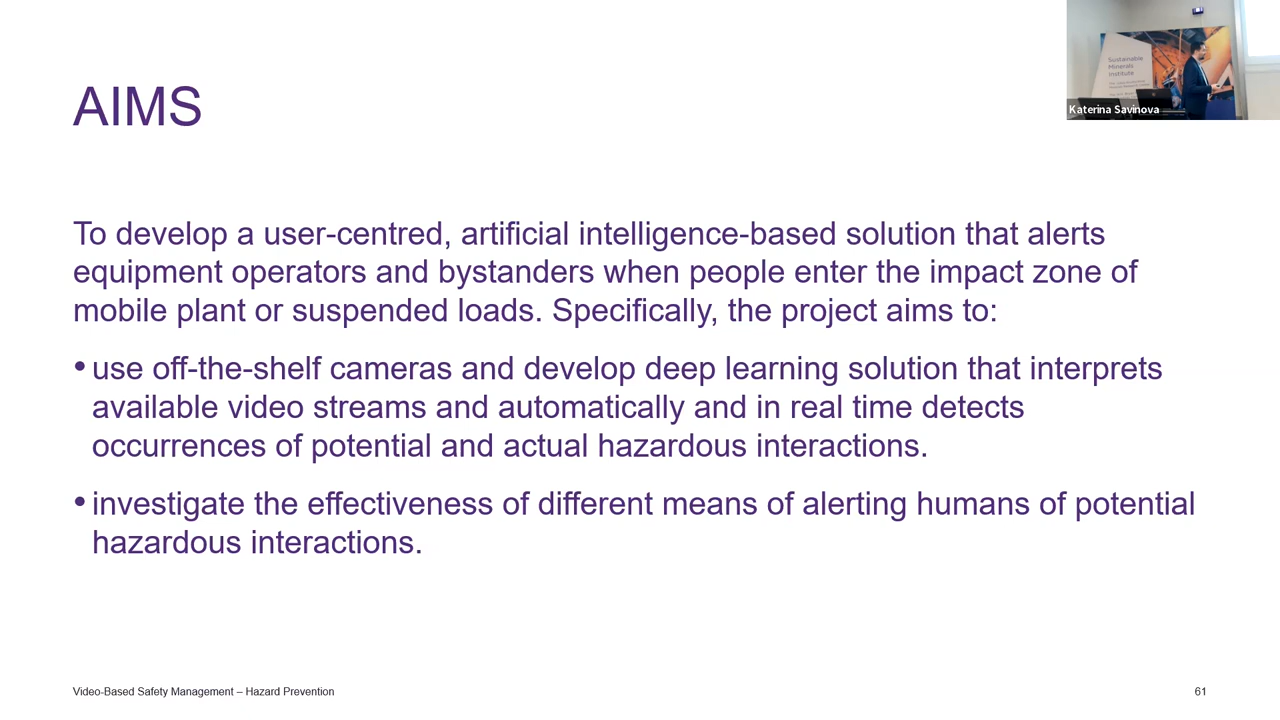 AIMS
Sustainable
Minerals
Institute
Katerina Savinova
To develop a user-centred, artificial intelligence-based solution that alerts
equipment operators and bystanders when people enter the impact zone of
mobile plant or suspended loads. Specifically, the project aims to:
• use off-the-shelf cameras and develop deep learning solution that interprets
available video streams and automatically and in real time detects
occurrences of potential and actual hazardous interactions.
• investigate the effectiveness of different means of alerting humans of potential
hazardous interactions.
Video-Based Safety Management – Hazard Prevention
61